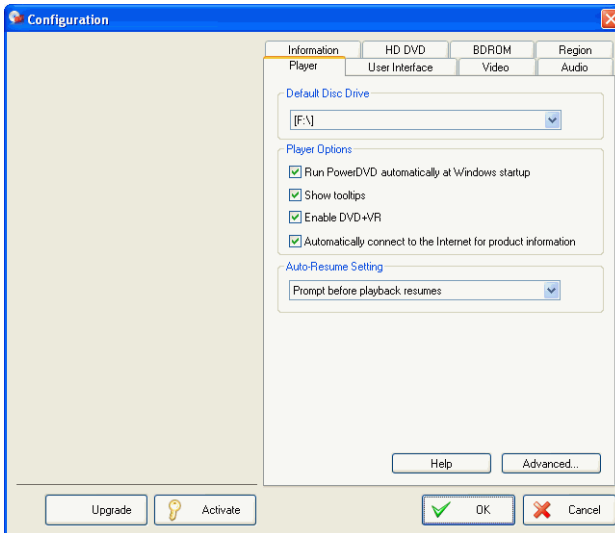 Configuration
Information HD DVD BDROM Region
Player User Interface Video Audio
Default Disc Drive
[F:\]
Player Options
Run PowerDVD automatically at Windows startup
Show tooltips
Enable DVD+VR
Automatically connect to the Internet for product information
Auto-Resume Setting
Prompt before playback resumes
Help Advanced...
Upgrade Activate OK Cancel